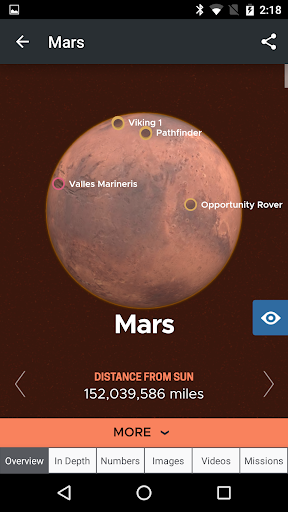 2:18
Mars
Viking 1
Pathfinder
Valles Marineris
Opportunity Rover
Mars
DISTANCE FROM SUN
152,039,586 miles
MORE
Overview In Depth Numbers Images Videos Missions